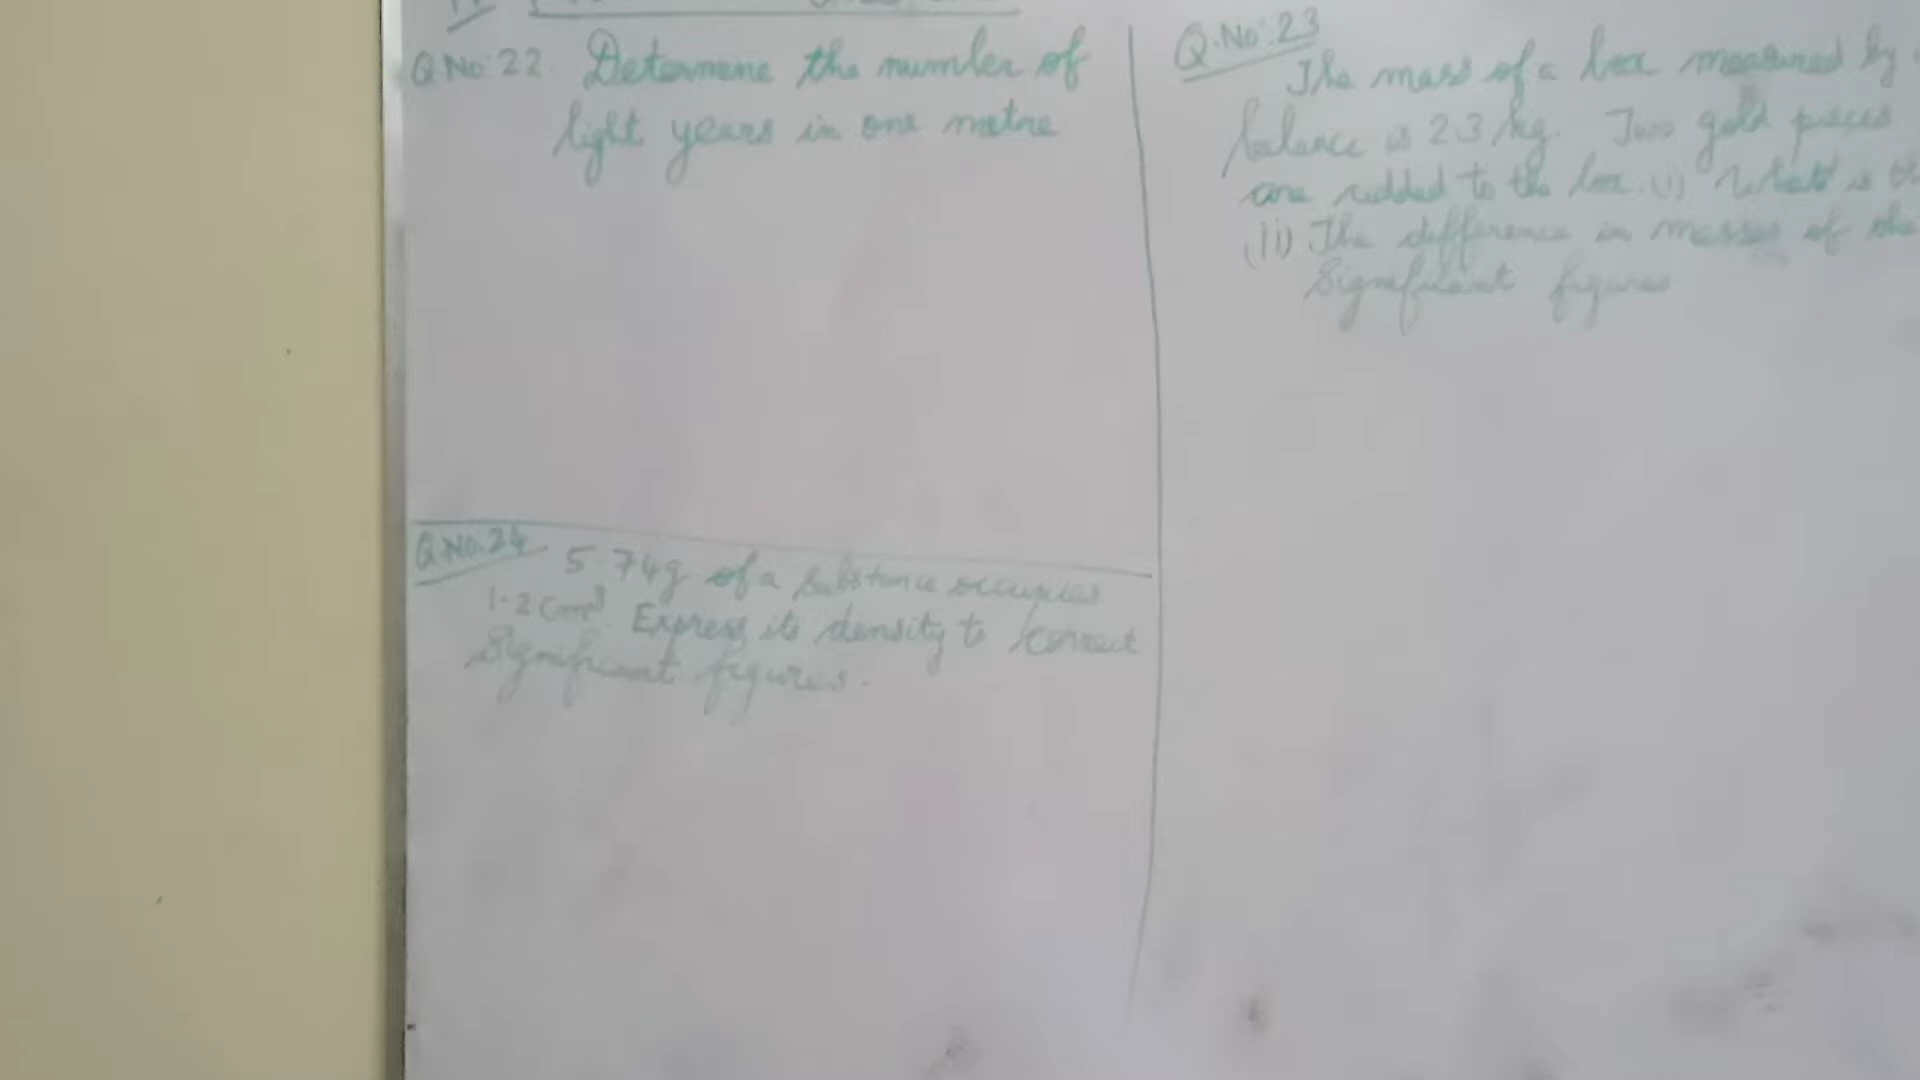 Q.No:22. Determine the number of
light years in one metre
Q.No:23
The mass of a box measured by
balance is 2.3 kg. Two gold pieces
are added to the box. (i) What is
(ii) The difference in masses of the
Significant figures
Q.No.24
5.74g of a substance occupies
1.2 cm³. Express its density to correct
Significant figures.